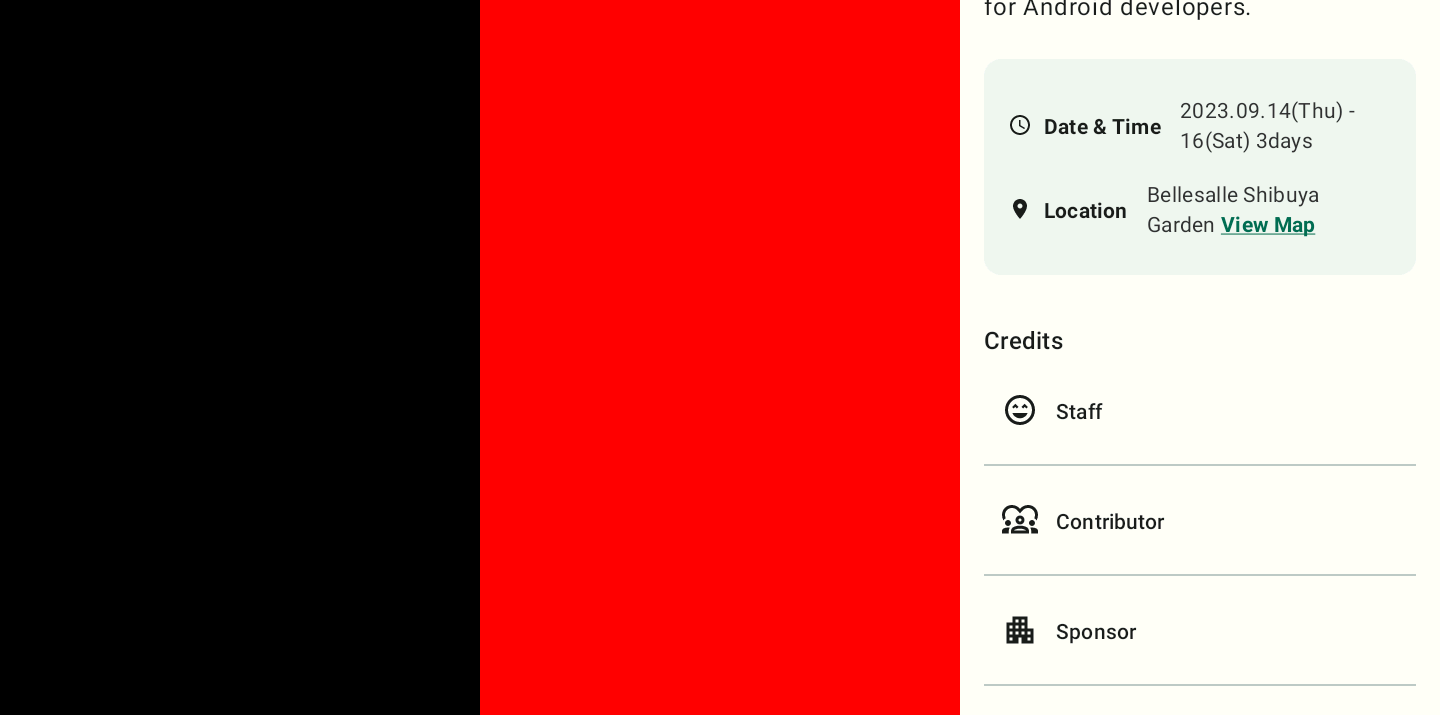 for Android developers.
Date & Time
2023.09.14(Thu) -
16(Sat) 3days
Location
Bellesalle Shibuya
Garden View Map
Credits
Staff
Contributor
Sponsor